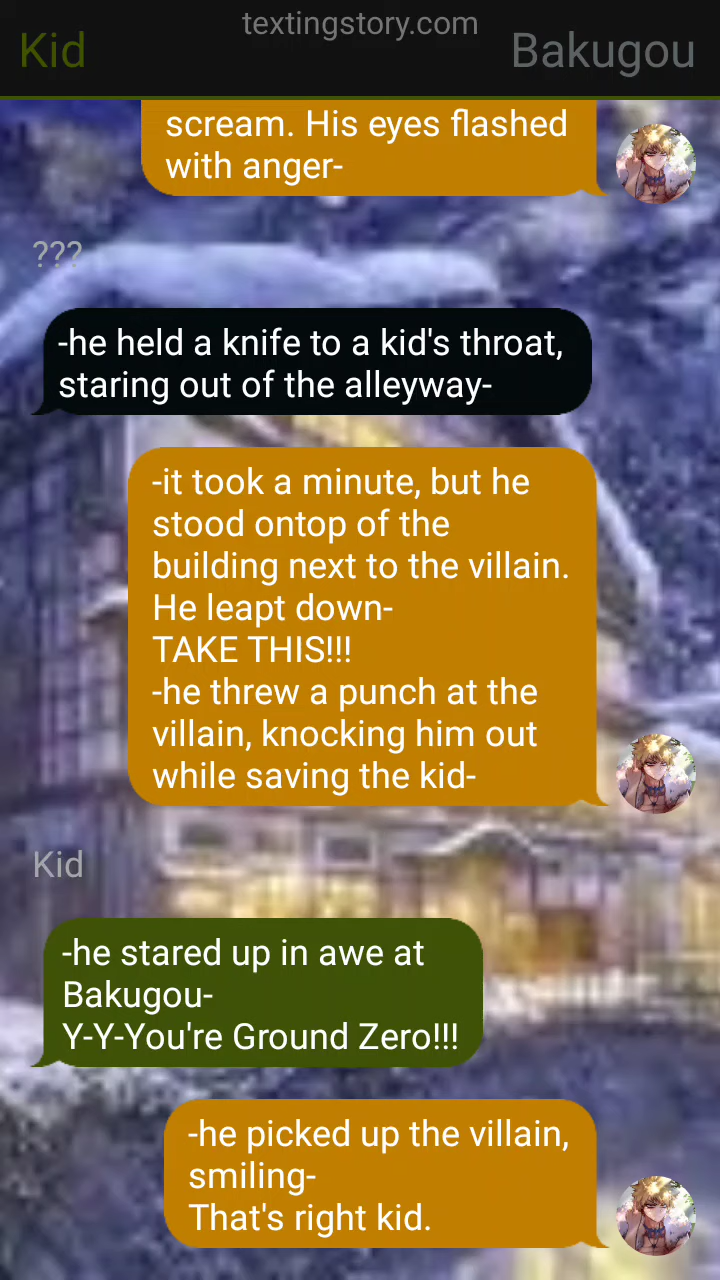 textingstory.com
Kid
Bakugou
scream. His eyes flashed
with anger-
???
-he held a knife to a kid's throat,
staring out of the alleyway-
-it took a minute, but he
stood ontop of the
building next to the villain.
He leapt down-
TAKE THIS!!!
-he threw a punch at the
villain, knocking him out
while saving the kid-
Kid
-he stared up in awe at
Bakugou-
Y-Y-You're Ground Zero!!!
-he picked up the villain,
smiling-
That's right kid.